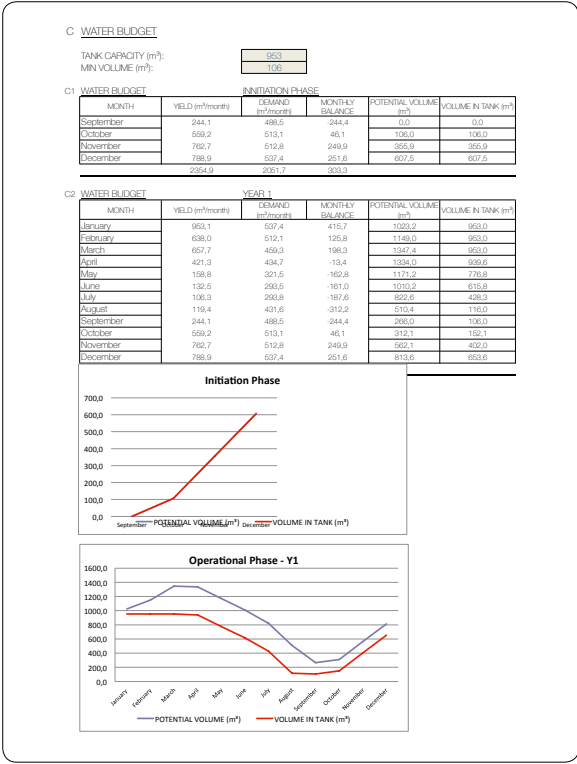 C WATER BUDGET
TANK CAPACITY (m³): 953
MIN VOLUME (m³): 106
C1 WATER BUDGET INNITIATION PHASE
MONTH YIELD (m³/month) DEMAND (m³/month) MONTHLY BALANCE POTENTIAL VOLUME (m³) VOLUME IN TANK (m³)
September 244,1 488,5 -244,4 0,0 0,0
October 559,2 513,1 46,1 106,0 106,0
November 762,7 512,8 249,9 355,9 355,9
December 788,9 537,4 251,6 607,5 607,5
2354,9 2051,7 303,3
C2 WATER BUDGET YEAR 1
MONTH YIELD (m³/month) DEMAND (m³/month) MONTHLY BALANCE POTENTIAL VOLUME (m³) VOLUME IN TANK (m³)
January 953,1 537,4 415,7 1023,2 953,0
February 638,0 512,1 125,8 1149,0 953,0
March 657,7 459,3 198,3 1347,4 953,0
April 421,3 434,7 -13,4 1334,0 939,6
May 158,8 321,5 -162,8 1171,2 776,8
June 132,5 293,5 -161,0 1010,2 615,8
July 106,3 293,8 -187,6 822,6 428,3
August 119,4 431,6 -312,2 510,4 116,0
September 244,1 488,5 -244,4 266,0 106,0
October 559,2 513,1 46,1 312,1 152,1
November 762,7 512,8 249,9 562,1 402,0
December 788,9 537,4 251,6 813,6 653,6
Initiation Phase
700,0
600,0
500,0
400,0
300,0
200,0
100,0
0,0
September October November December
POTENTIAL VOLUME (m³) VOLUME IN TANK (m³)
Operational Phase - Y1
1600,0
1400,0
1200,0
1000,0
800,0
600,0
400,0
200,0
0,0
January February March April May June July August September October November December
POTENTIAL VOLUME (m³) VOLUME IN TANK (m³)